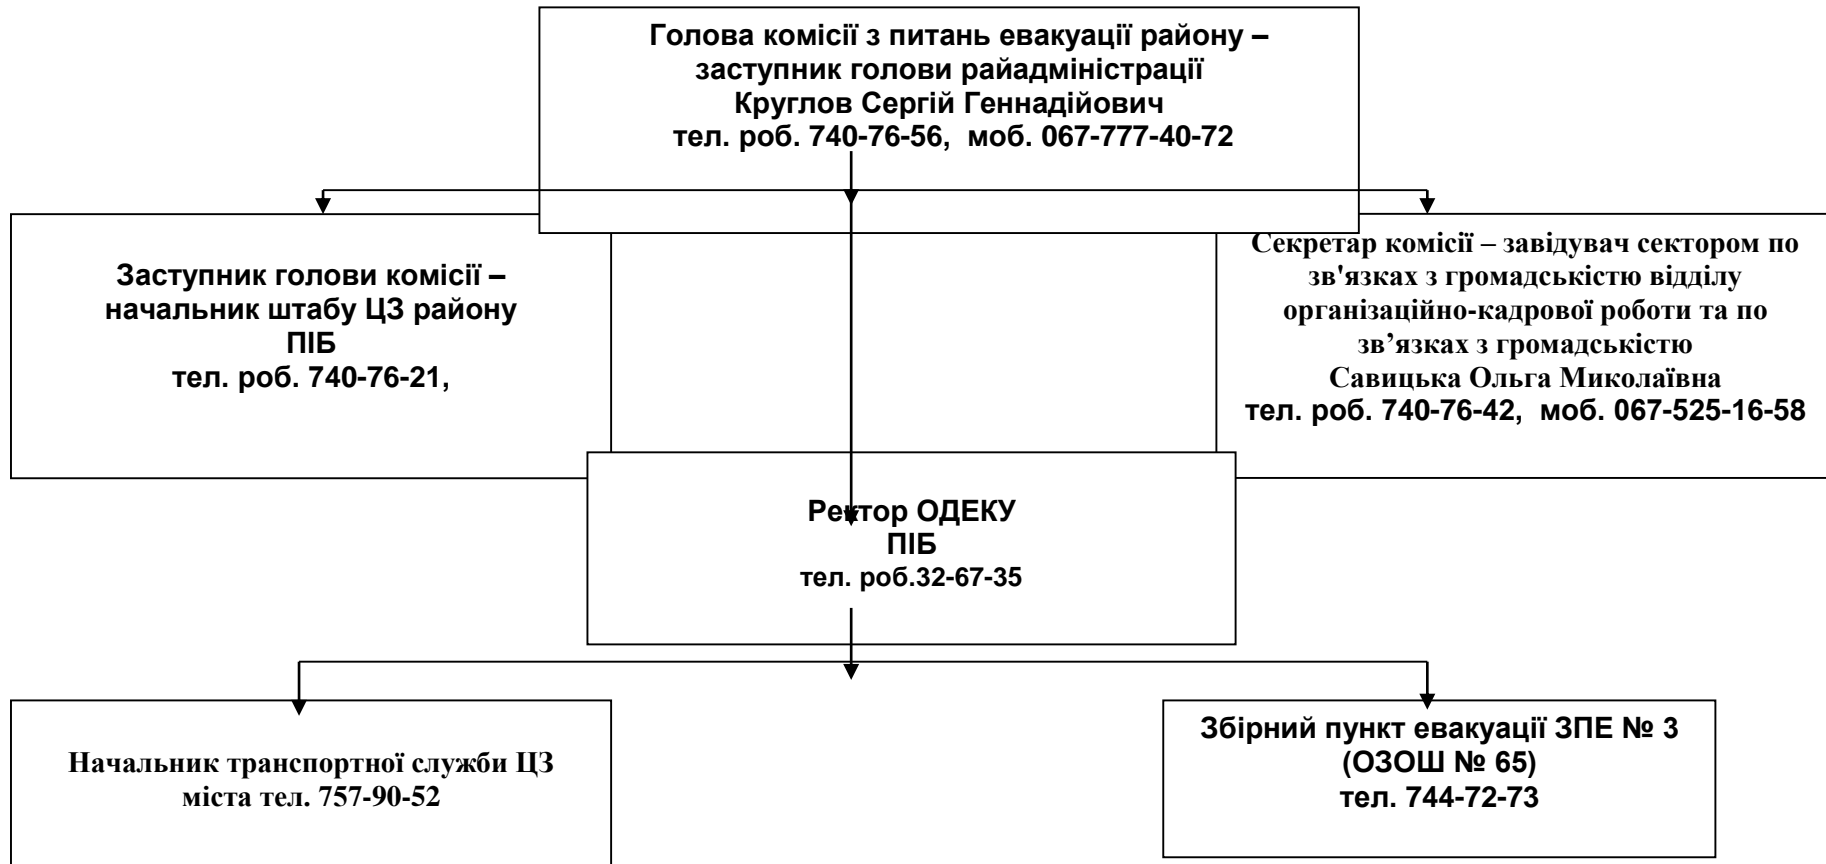 Голова комісії з питань евакуації району –
заступник голови райадміністрації
Круглов Сергій Геннадійович
тел. роб. 740-76-56, моб. 067-777-40-72
Заступник голови комісії –
начальник штабу ЦЗ району
ПІБ
тел. роб. 740-76-21,
Секретар комісії – завідувач сектором по
зв'язках з громадськістю відділу
організаційно-кадрової роботи та по
зв’язках з громадськістю
Савицька Ольга Миколаївна
тел. роб. 740-76-42, моб. 067-525-16-58
Ректор ОДЕКУ
ПІБ
тел. роб.32-67-35
Начальник транспортної служби ЦЗ
міста тел. 757-90-52
Збірний пункт евакуації ЗПЕ № 3
(ОЗОШ № 65)
тел. 744-72-73